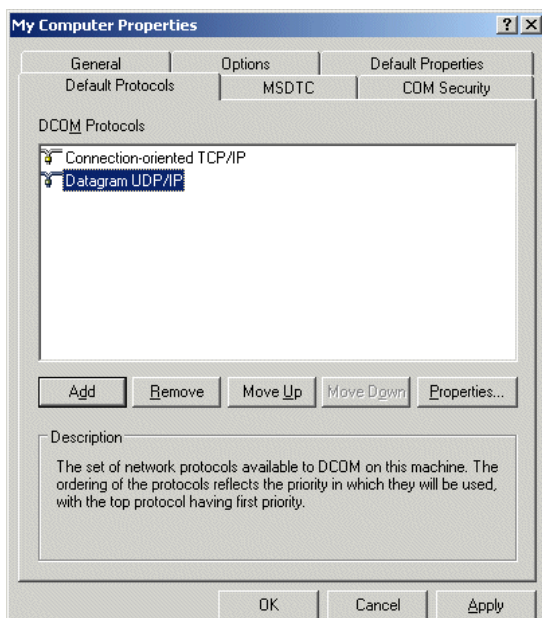 My Computer Properties
General Options Default Properties
Default Protocols MSDTC COM Security
DCOM Protocols
Connection-oriented TCP/IP
Datagram UDP/IP
Add Remove Move Up Move Down Properties...
Description
The set of network protocols available to DCOM on this machine. The
ordering of the protocols reflects the priority in which they will be used,
with the top protocol having first priority.
OK Cancel Apply